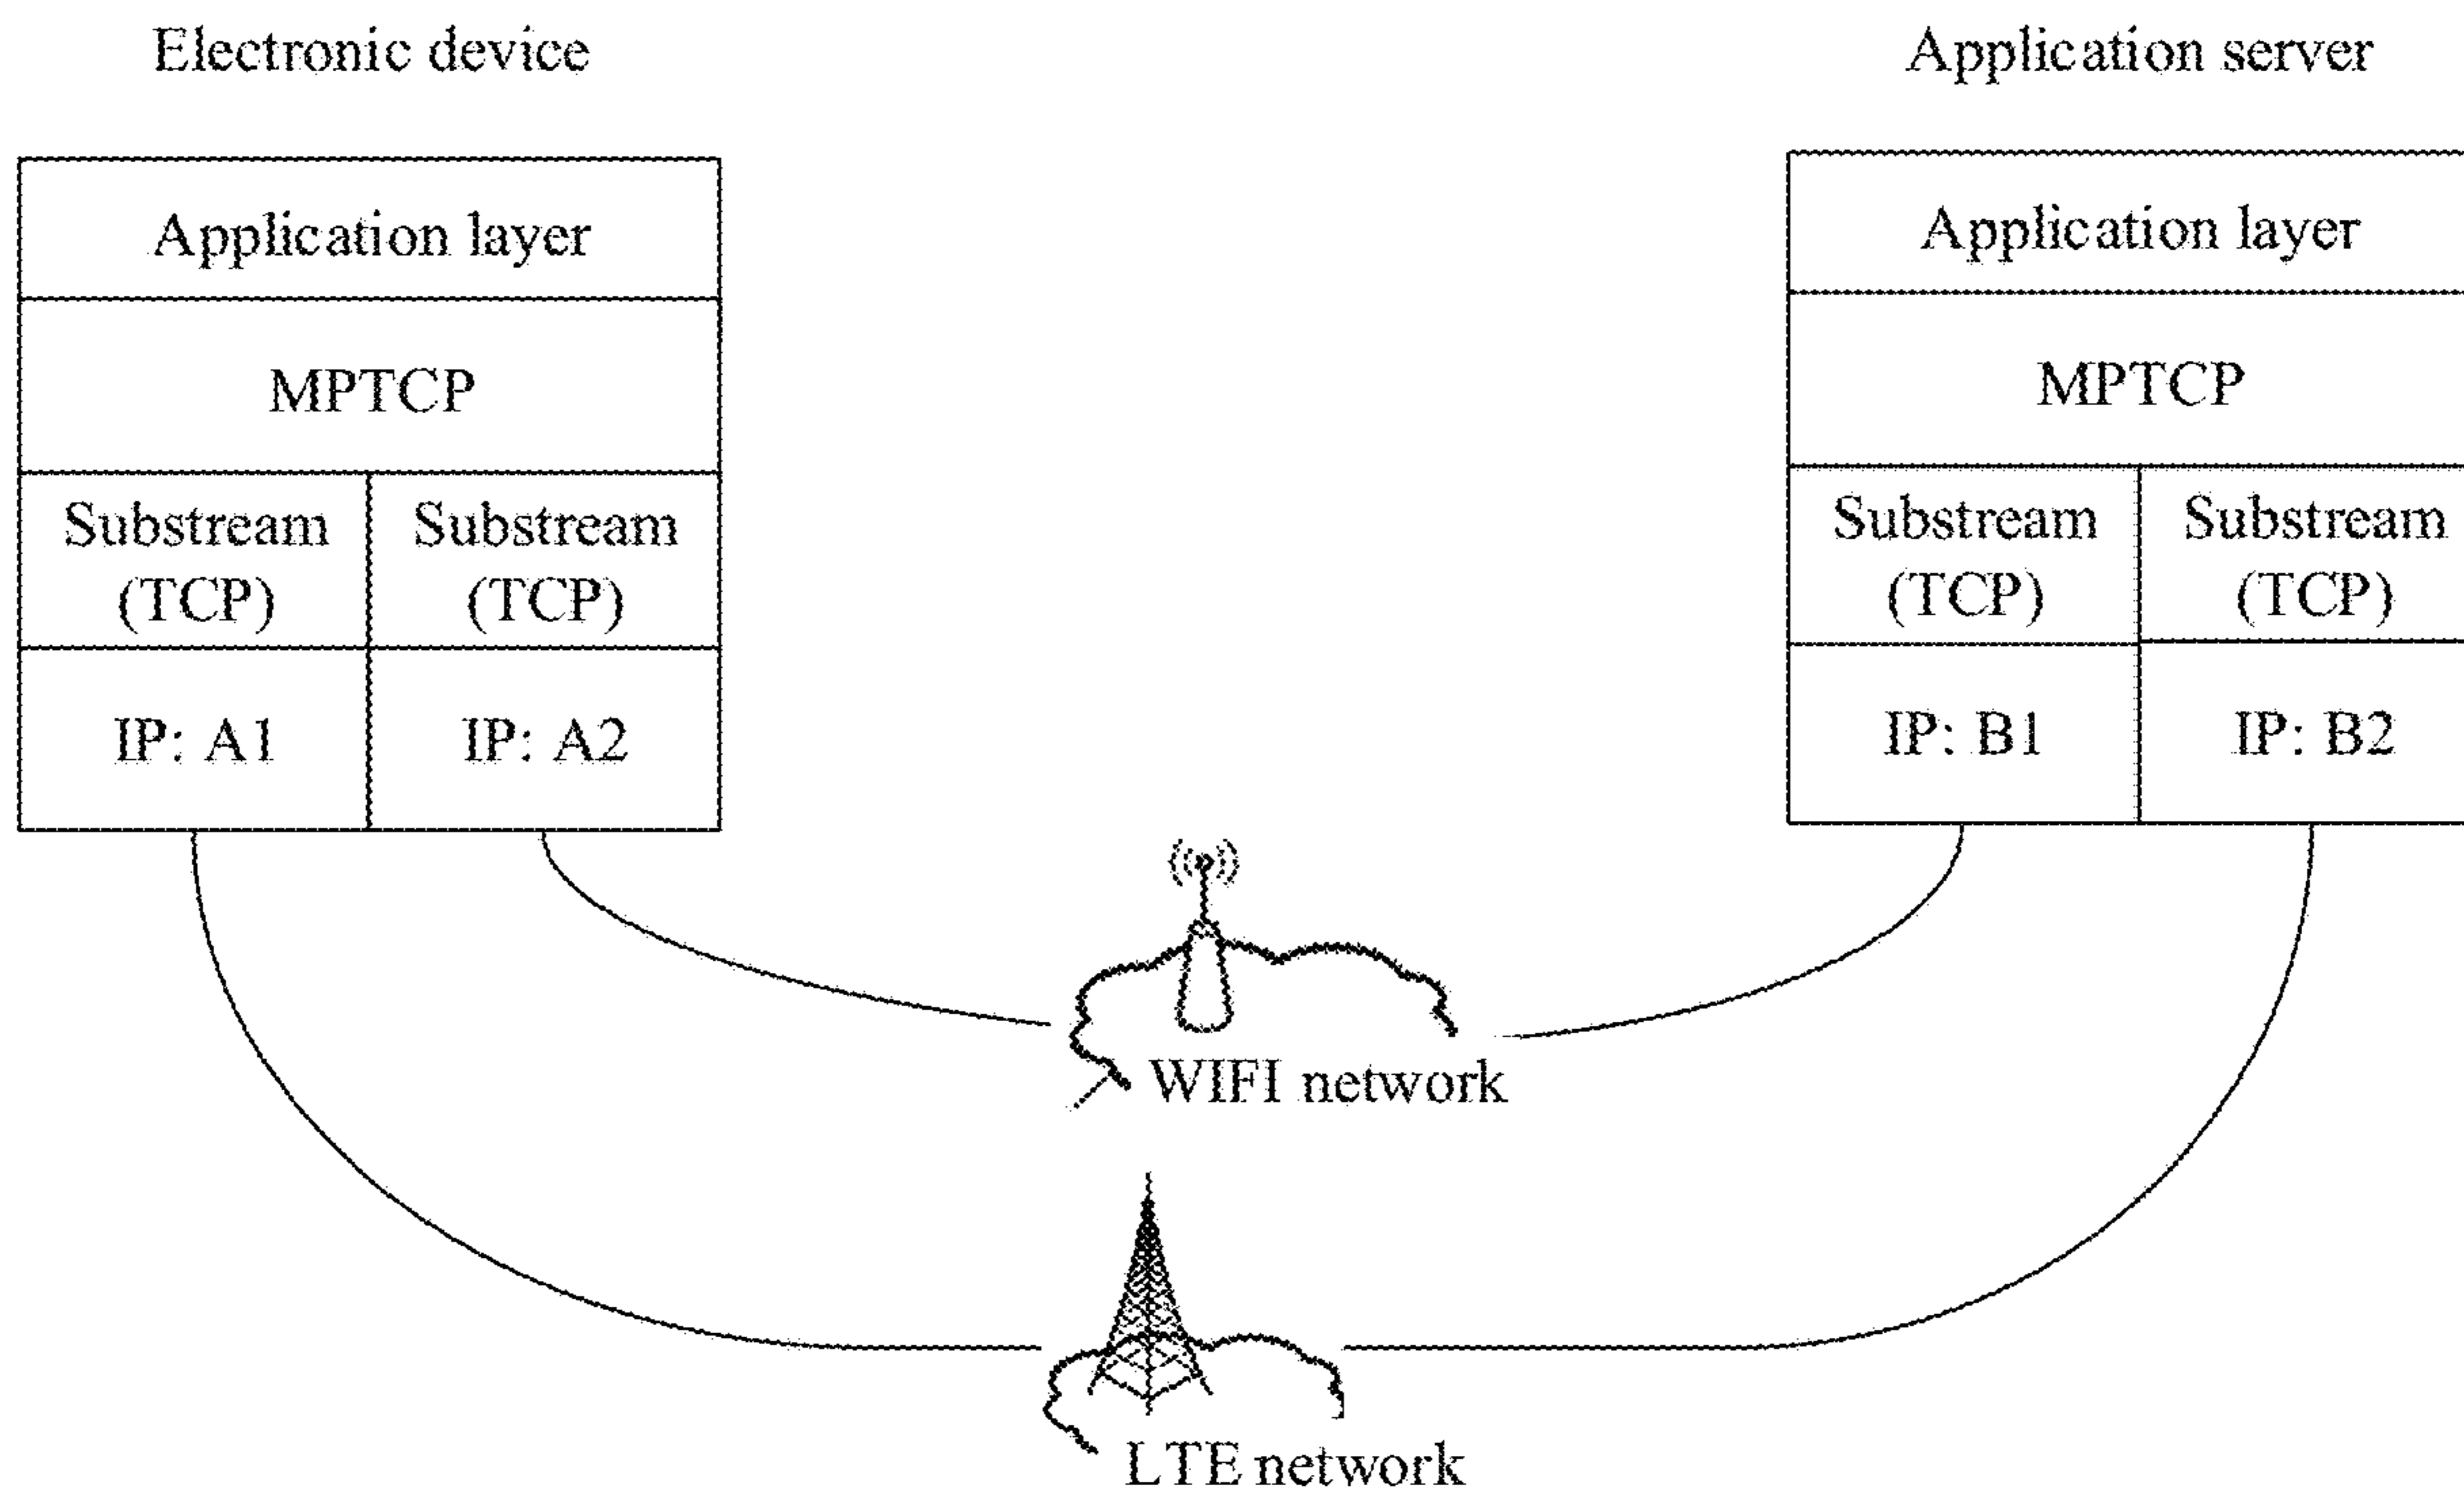 Electronic device
Application layer
MPTCP
Substream
(TCP)
Substream
(TCP)
IP: A1
IP: A2
Application server
Application layer
MPTCP
Substream
(TCP)
Substream
(TCP)
IP: B1
IP: B2
WIFI network
LTE network